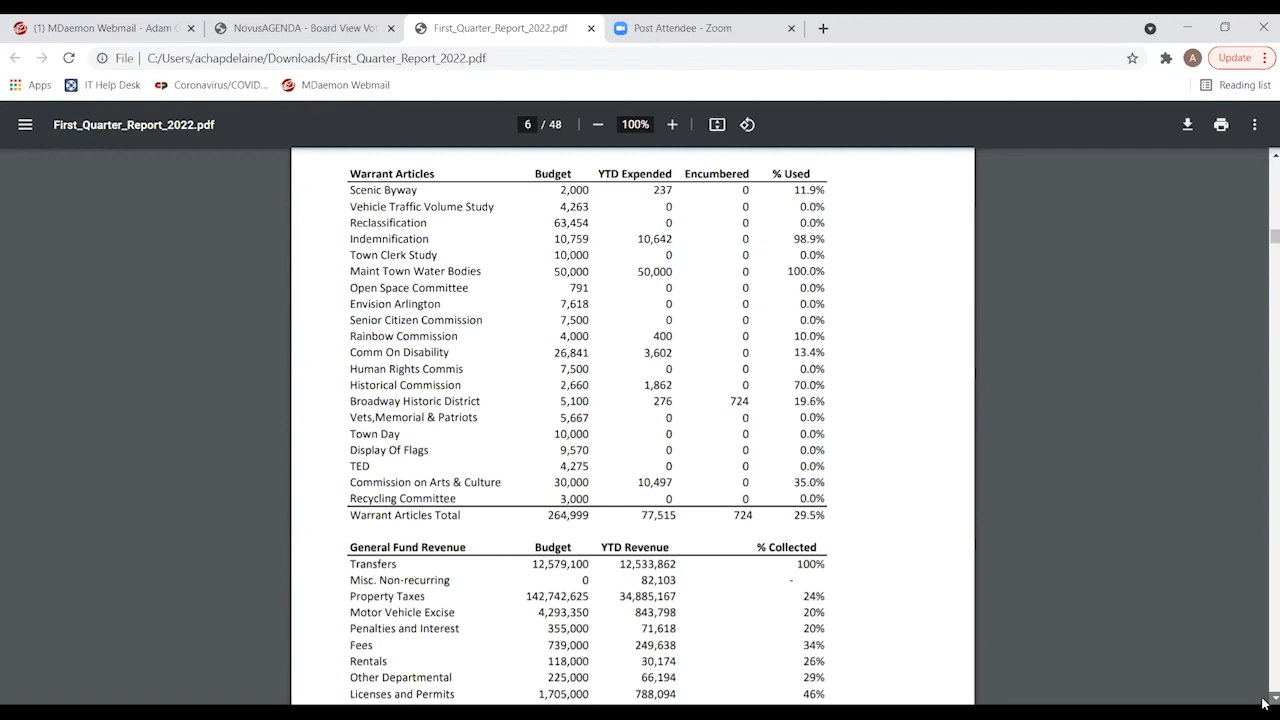 (1) MDaemon Webmail - Adam C
NovusAGENDA - Board View Vot
First_Quarter_Report_2022.pdf
Post Attendee - Zoom
File | C:/Users/achapdelaine/Downloads/First_Quarter_Report_2022.pdf
A
Update
Apps
IT Help Desk
Coronavirus/COVID...
MDaemon Webmail
Reading list
First_Quarter_Report_2022.pdf
6 / 48
100%
Warrant Articles Budget YTD Expended Encumbered % Used
Scenic Byway 2,000 237 0 11.9%
Vehicle Traffic Volume Study 4,263 0 0 0.0%
Reclassification 63,454 0 0 0.0%
Indemnification 10,759 10,642 0 98.9%
Town Clerk Study 10,000 0 0 0.0%
Maint Town Water Bodies 50,000 50,000 0 100.0%
Open Space Committee 791 0 0 0.0%
Envision Arlington 7,618 0 0 0.0%
Senior Citizen Commission 7,500 0 0 0.0%
Rainbow Commission 4,000 400 0 10.0%
Comm On Disability 26,841 3,602 0 13.4%
Human Rights Commis 7,500 0 0 0.0%
Historical Commission 2,660 1,862 0 70.0%
Broadway Historic District 5,100 276 724 19.6%
Vets,Memorial & Patriots 5,667 0 0 0.0%
Town Day 10,000 0 0 0.0%
Display Of Flags 9,570 0 0 0.0%
TED 4,275 0 0 0.0%
Commission on Arts & Culture 30,000 10,497 0 35.0%
Recycling Committee 3,000 0 0 0.0%
Warrant Articles Total 264,999 77,515 724 29.5%
General Fund Revenue Budget YTD Revenue % Collected
Transfers 12,579,100 12,533,862 100%
Misc. Non-recurring 0 82,103 -
Property Taxes 142,742,625 34,885,167 24%
Motor Vehicle Excise 4,293,350 843,798 20%
Penalties and Interest 355,000 71,618 20%
Fees 739,000 249,638 34%
Rentals 118,000 30,174 26%
Other Departmental 225,000 66,194 29%
Licenses and Permits 1,705,000 788,094 46%